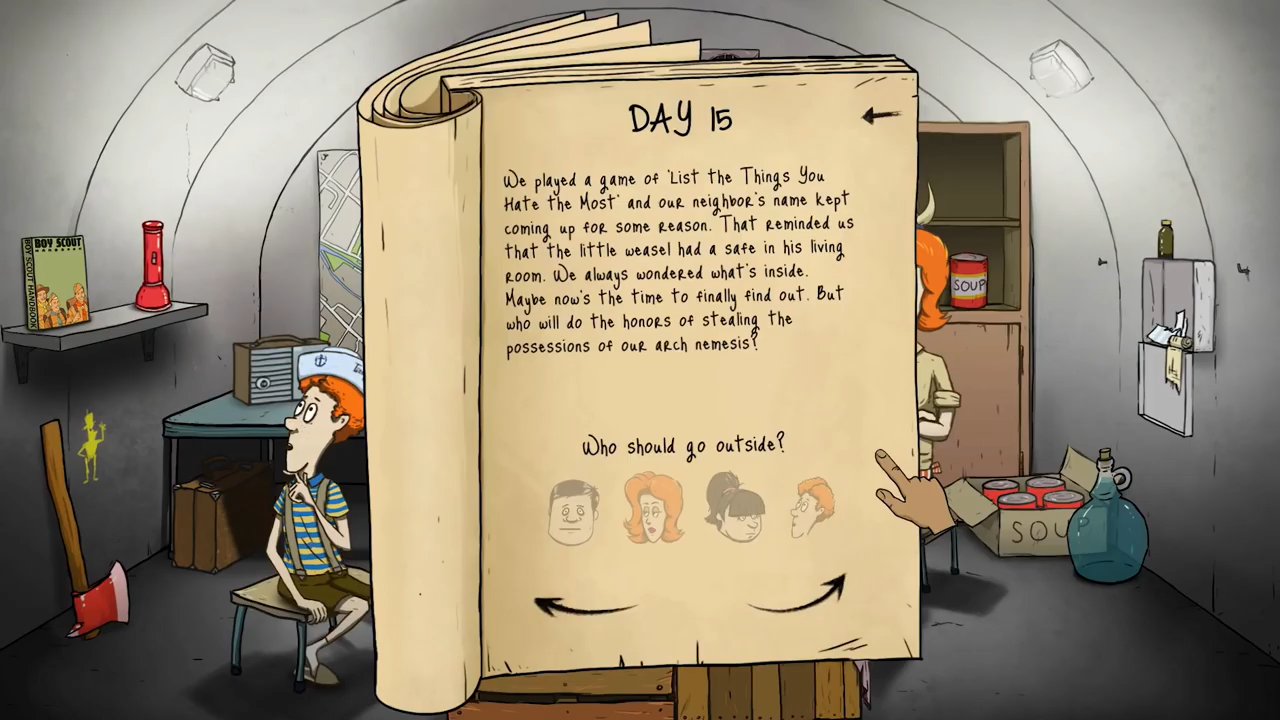 DAY 15
We played a game of 'List the Things You
Hate the Most' and our neighbor's name kept
coming up for some reason. That reminded us
that the little weasel had a safe in his living
room. We always wondered what's inside.
Maybe now's the time to finally find out. But
who will do the honors of stealing the
possessions of our arch nemesis?
Who should go outside?
BOY SCOUT
BOY SCOUT HANDBOOK
SOUP
SOU